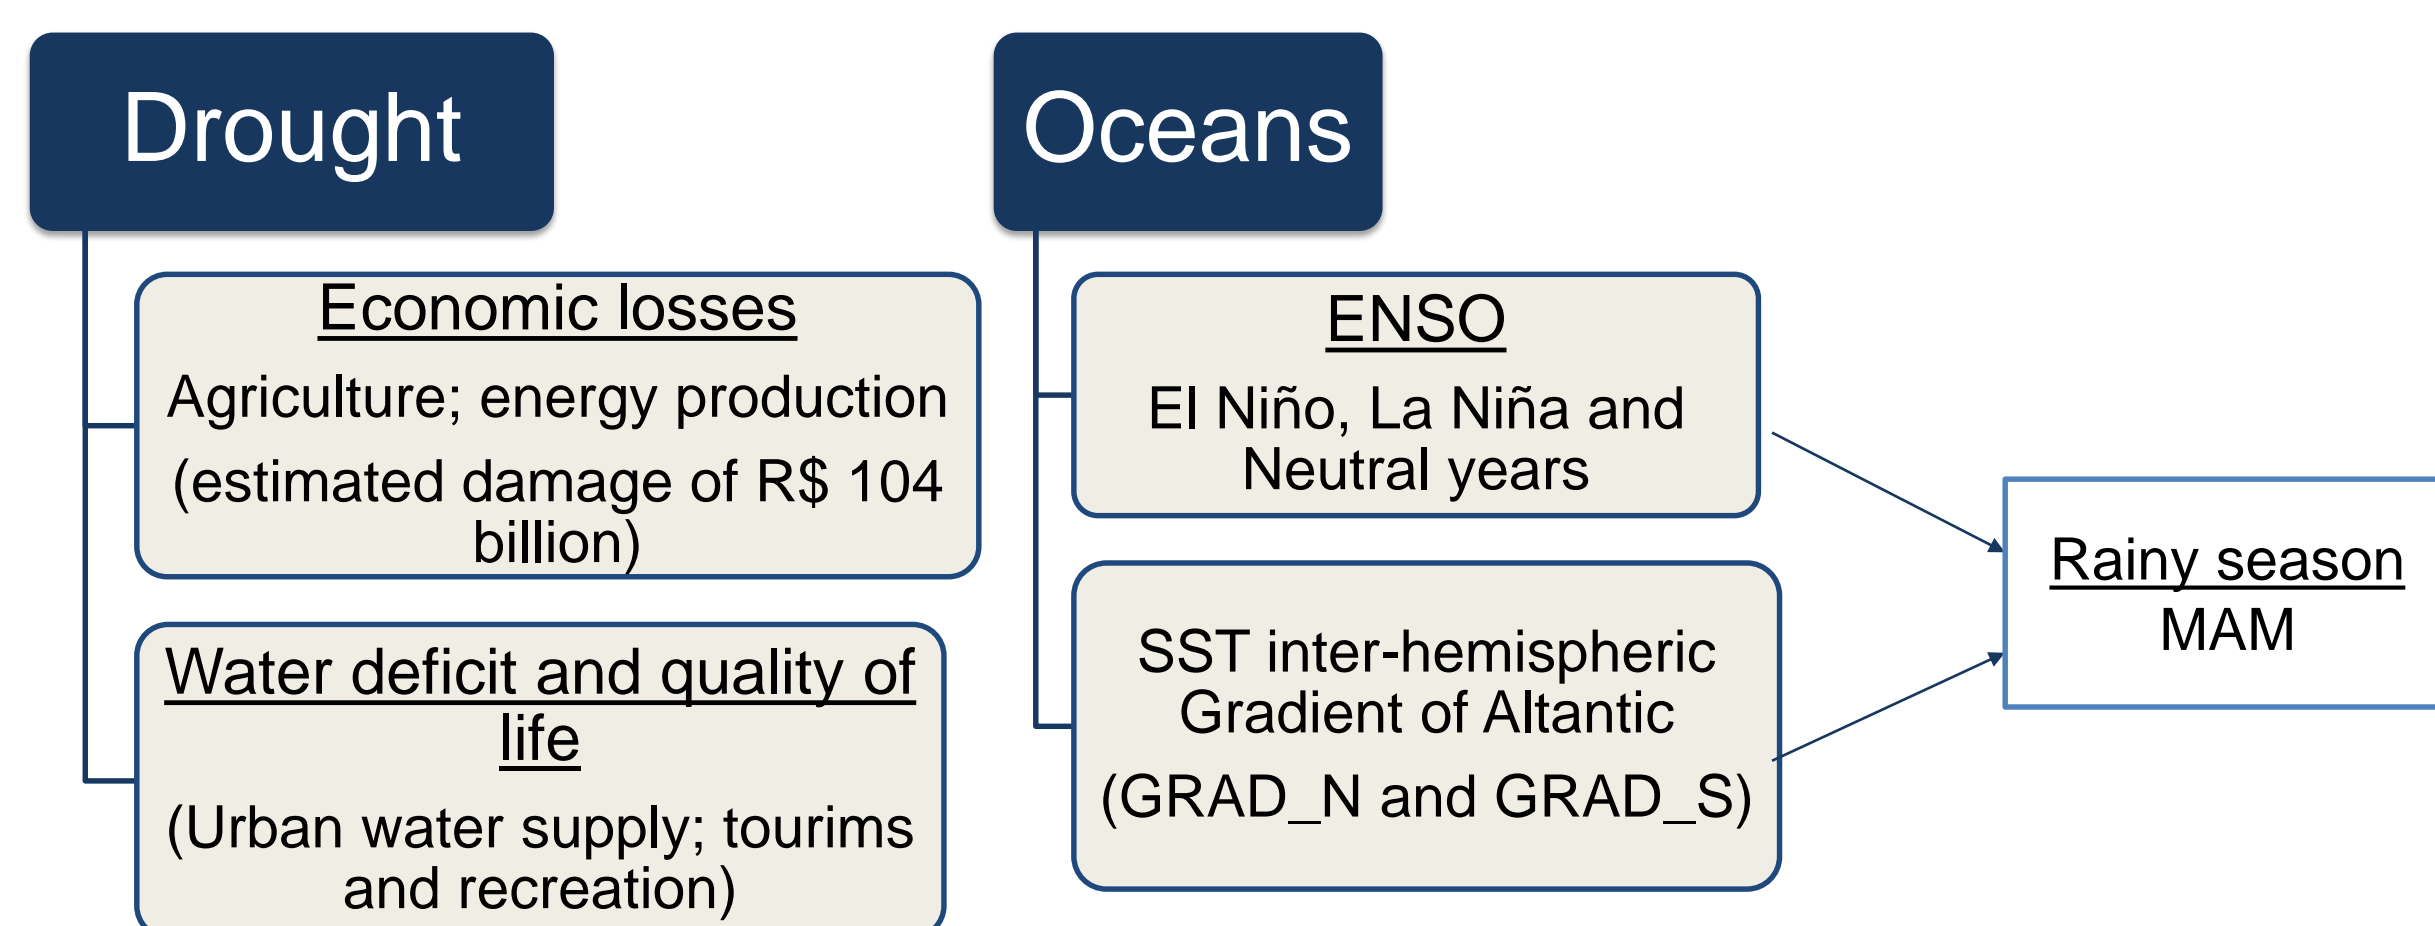 Drought
Economic losses
Agriculture; energy production
(estimated damage of R$ 104
billion)
Water deficit and quality of
life
(Urban water supply; tourims
and recreation)
Oceans
ENSO
El Niño, La Niña and
Neutral years
SST inter-hemispheric
Gradient of Altantic
(GRAD_N and GRAD_S)
Rainy season
MAM